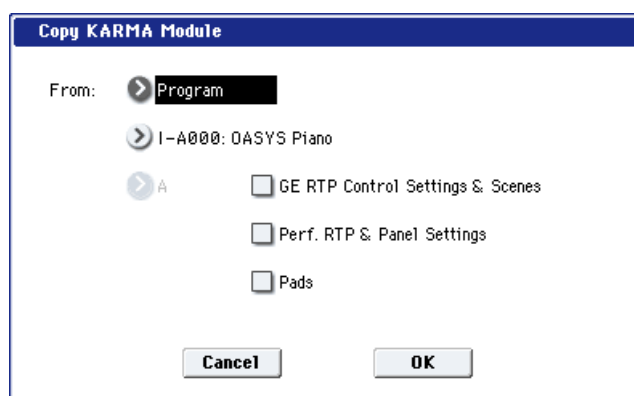 Copy KARMA Module
From: Program
I-A000: OASYS Piano
A GE RTP Control Settings & Scenes
Perf. RTP & Panel Settings
Pads
Cancel OK